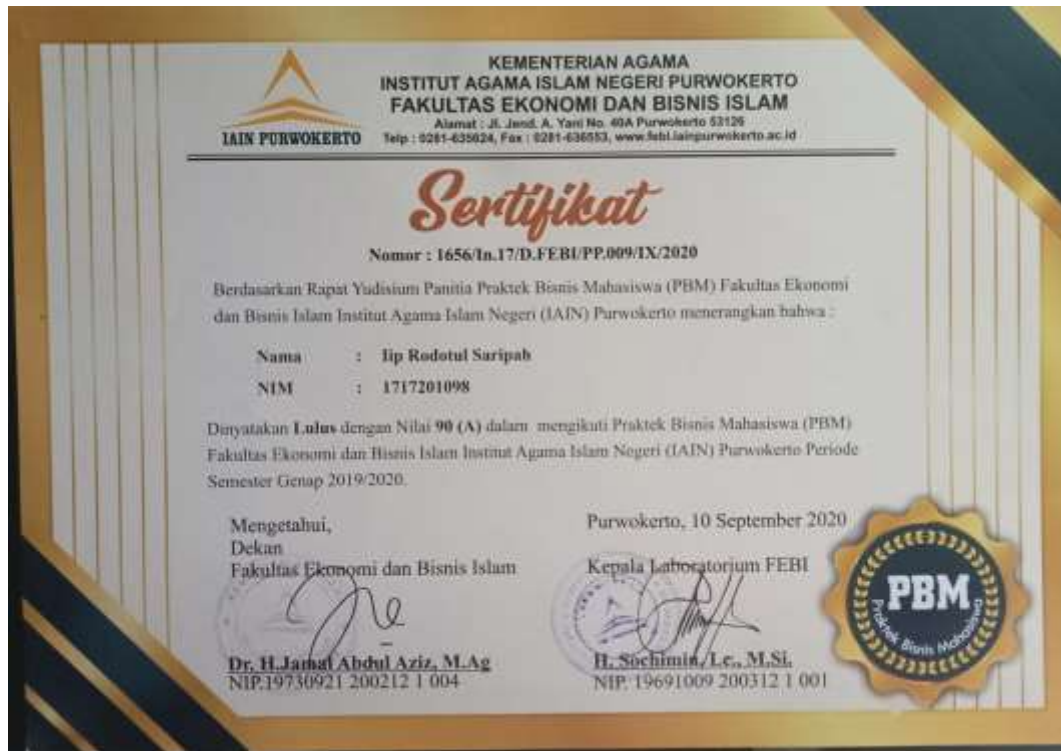 KEMENTERIAN AGAMA
INSTITUT AGAMA ISLAM NEGERI PURWOKERTO
FAKULTAS EKONOMI DAN BISNIS ISLAM
Alamat : Jl. Jend. A. Yani No. 40A Purwokerto 53126
Telp : 0281-635624, Fax : 0281-636553, www.febi.iainpurwokerto.ac.id
IAIN PURWOKERTO
Sertifikat
Nomor : 1656/In.17/D.FEBI/PP.009/IX/2020
Berdasarkan Rapat Yudisium Panitia Praktek Bisnis Mahasiswa (PBM) Fakultas Ekonomi
dan Bisnis Islam Institut Agama Islam Negeri (IAIN) Purwokerto menerangkan bahwa :
Nama : Iip Rodotul Saripah
NIM : 1717201098
Dinyatakan Lulus dengan Nilai 90 (A) dalam mengikuti Praktek Bisnis Mahasiswa (PBM)
Fakultas Ekonomi dan Bisnis Islam Institut Agama Islam Negeri (IAIN) Purwokerto Periode
Semester Genap 2019/2020.
Mengetahui,
Dekan
Fakultas Ekonomi dan Bisnis Islam
Dr. H.Jamal Abdul Aziz, M.Ag
NIP.19730921 200212 1 004
Purwokerto, 10 September 2020
Kepala Laboratorium FEBI
H. Sochimin, Lc., M.Si.
NIP. 19691009 200312 1 001
PBM
Praktek Bisnis Mahasiswa